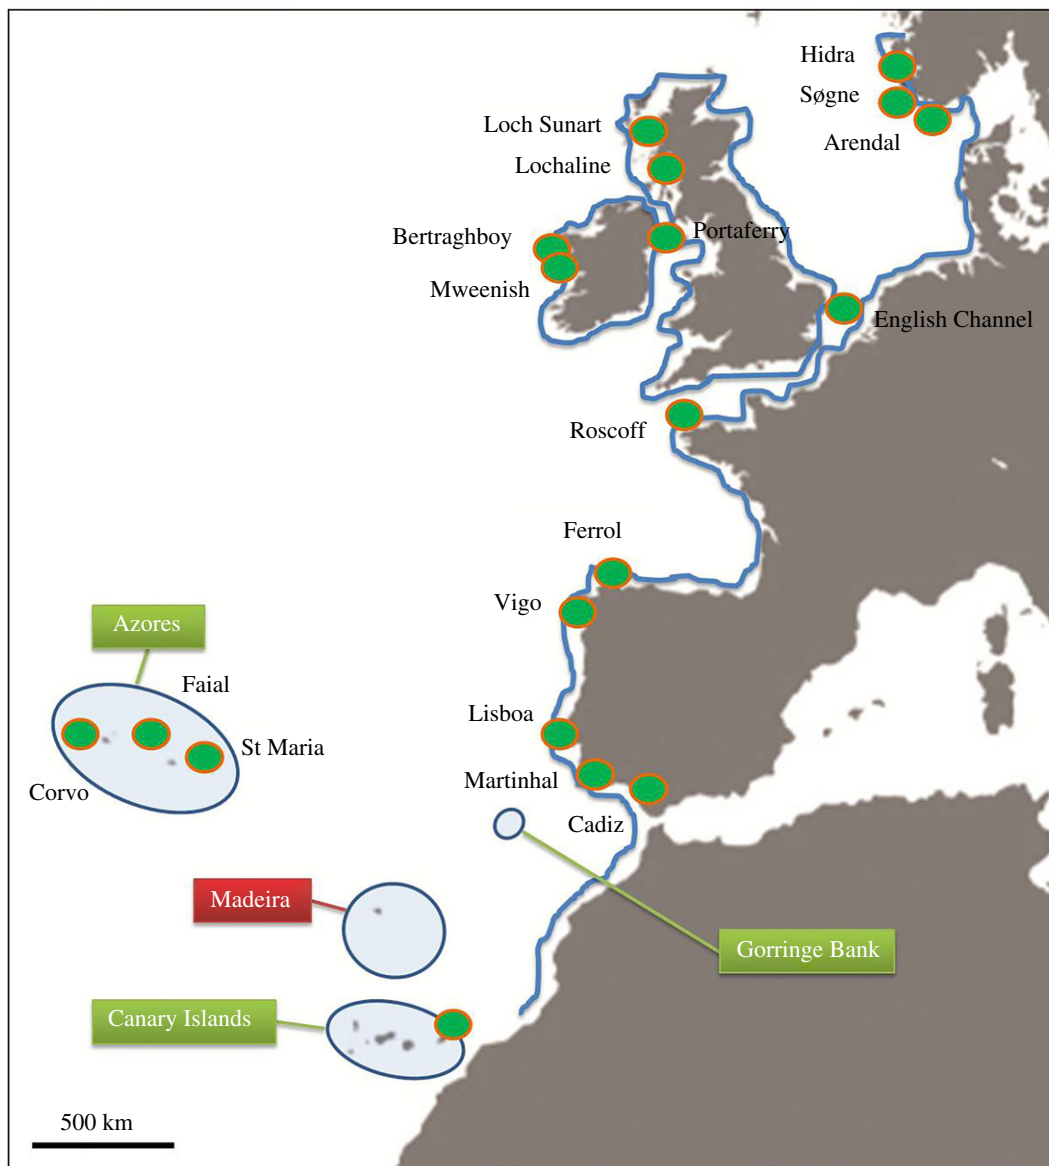 Hidra
Søgne
Arendal
Loch Sunart
Lochaline
Portaferry
Bertraghboy
Mweenish
English Channel
Roscoff
Ferrol
Vigo
Azores
Faial
St Maria
Corvo
Lisboa
Martinhal
Cadiz
Madeira
Gorringe Bank
Canary Islands
500 km